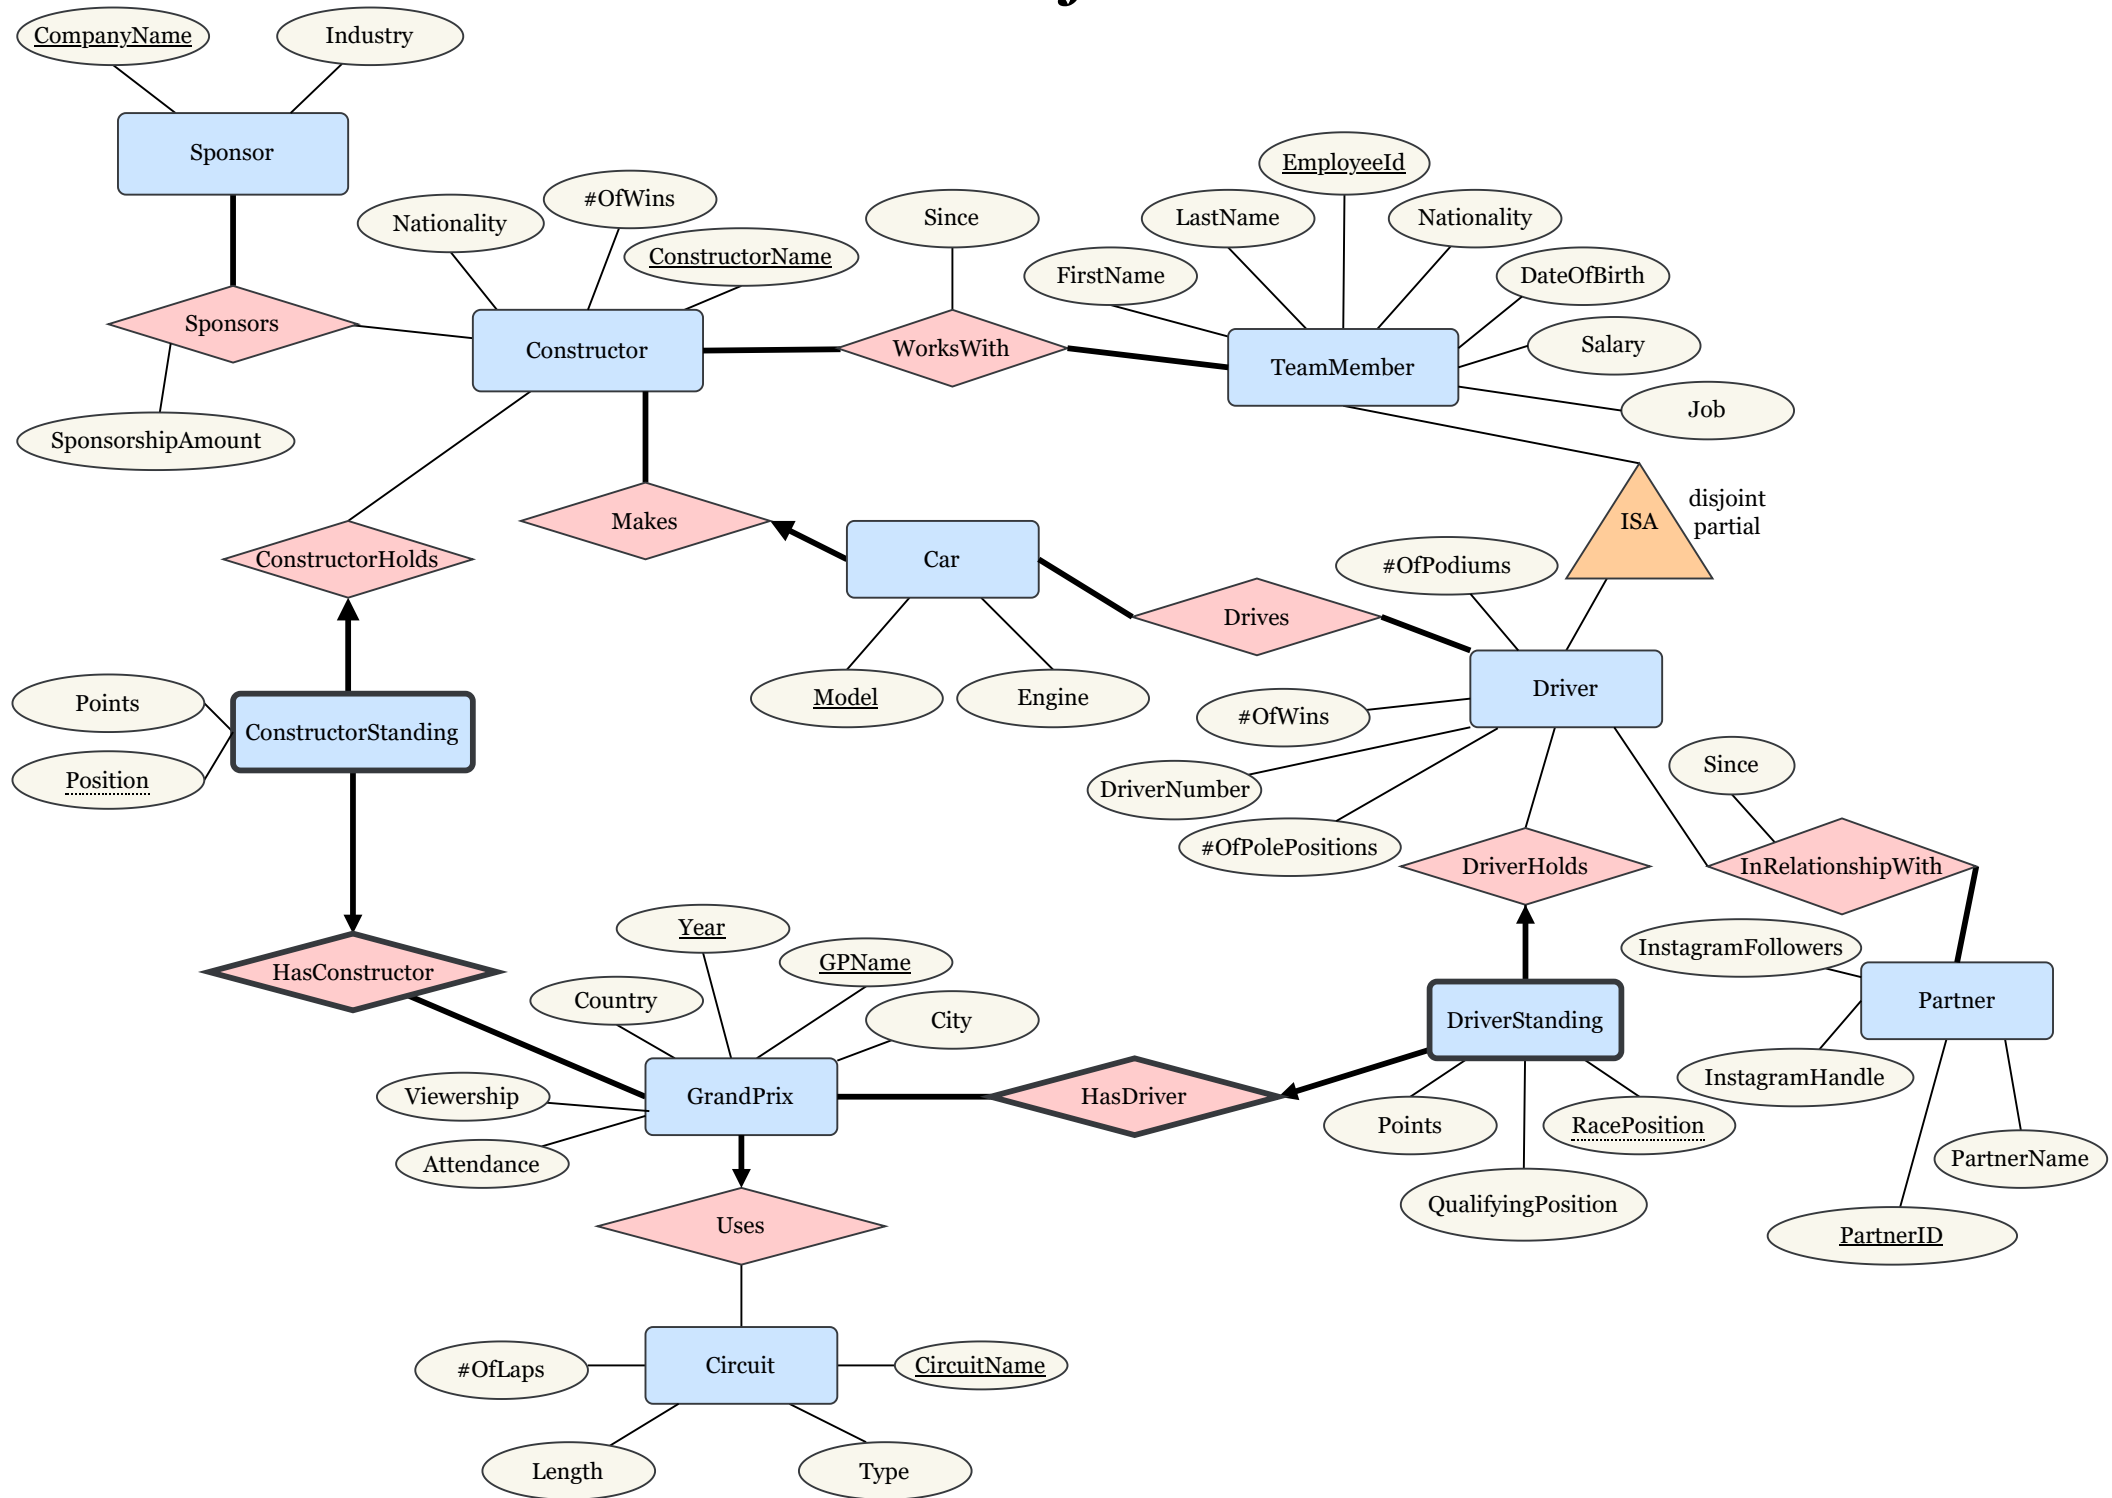 CompanyName
Industry
Sponsor
Sponsors
SponsorshipAmount
Nationality
#OfWins
ConstructorName
Constructor
Since
WorksWith
EmployeeId
LastName
Nationality
FirstName
DateOfBirth
Salary
Job
TeamMember
ISA
disjoint
partial
Makes
Car
Model
Engine
Drives
ConstructorHolds
Points
Position
ConstructorStanding
HasConstructor
#OfPodiums
Driver
#OfWins
DriverNumber
#OfPolePositions
DriverHolds
Since
InRelationshipWith
InstagramFollowers
Partner
InstagramHandle
PartnerName
PartnerID
DriverStanding
Points
RacePosition
QualifyingPosition
HasDriver
Year
GPName
Country
City
GrandPrix
Viewership
Attendance
Uses
Circuit
#OfLaps
CircuitName
Length
Type